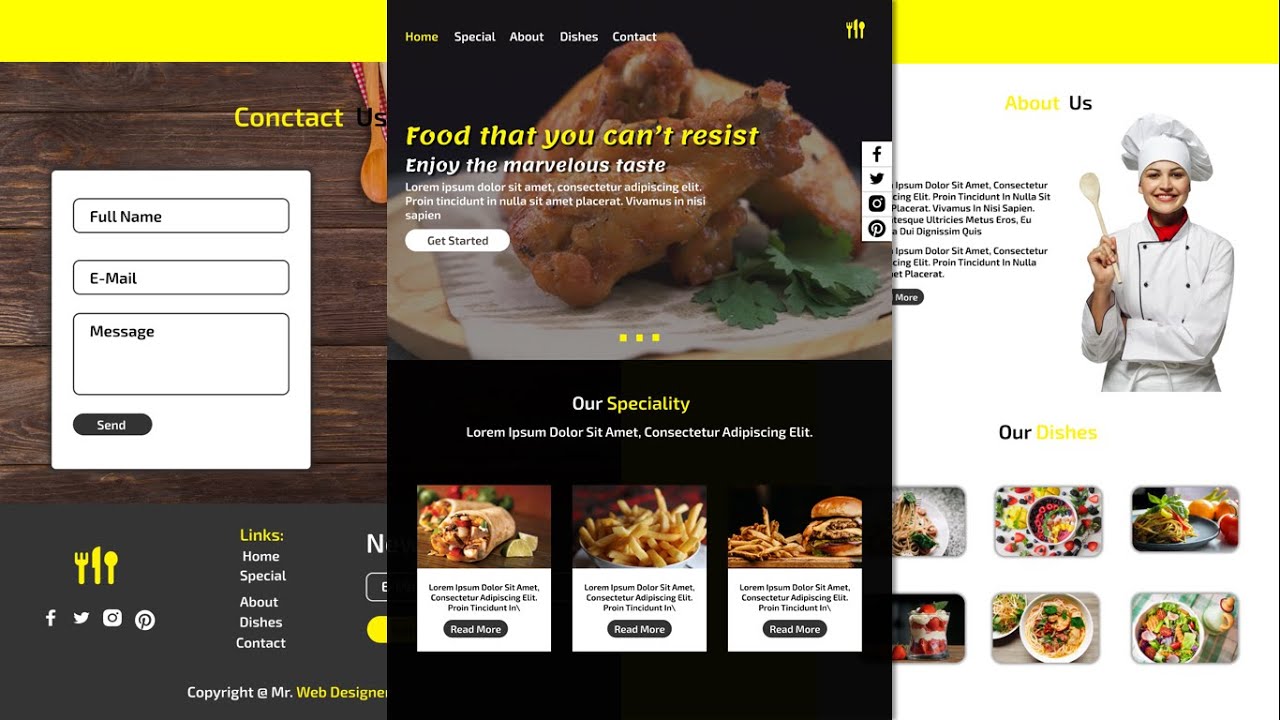 Conctact Us
Full Name
E-Mail
Message
Send
Links:
Home
Special
About
Dishes
Contact
Copyright @ Mr. Web Designer
Home Special About Dishes Contact
Food that you can't resist
Enjoy the marvelous taste
Lorem ipsum dolor sit amet, consectetur adipiscing elit.
Proin tincidunt in nulla sit amet placerat. Vivamus in nisi
sapien
Get Started
Our Speciality
Lorem Ipsum Dolor Sit Amet, Consectetur Adipiscing Elit.
Lorem Ipsum Dolor Sit Amet,
Consectetur Adipiscing Elit.
Proin Tincidunt In\
Read More
Lorem Ipsum Dolor Sit Amet,
Consectetur Adipiscing Elit.
Proin Tincidunt In\
Read More
Lorem Ipsum Dolor Sit Amet,
Consectetur Adipiscing Elit.
Proin Tincidunt In\
Read More
About Us
Ipsum Dolor Sit Amet, Consectetur
cing Elit. Proin Tincidunt In Nulla Sit
Placerat. Vivamus In Nisi Sapien.
tesque Ultricies Metus Eros, Eu
Dui Dignissim Quis
Ipsum Dolor Sit Amet, Consectetur
cing Elit. Proin Tincidunt In Nulla
et Placerat.
More
Our Dishes